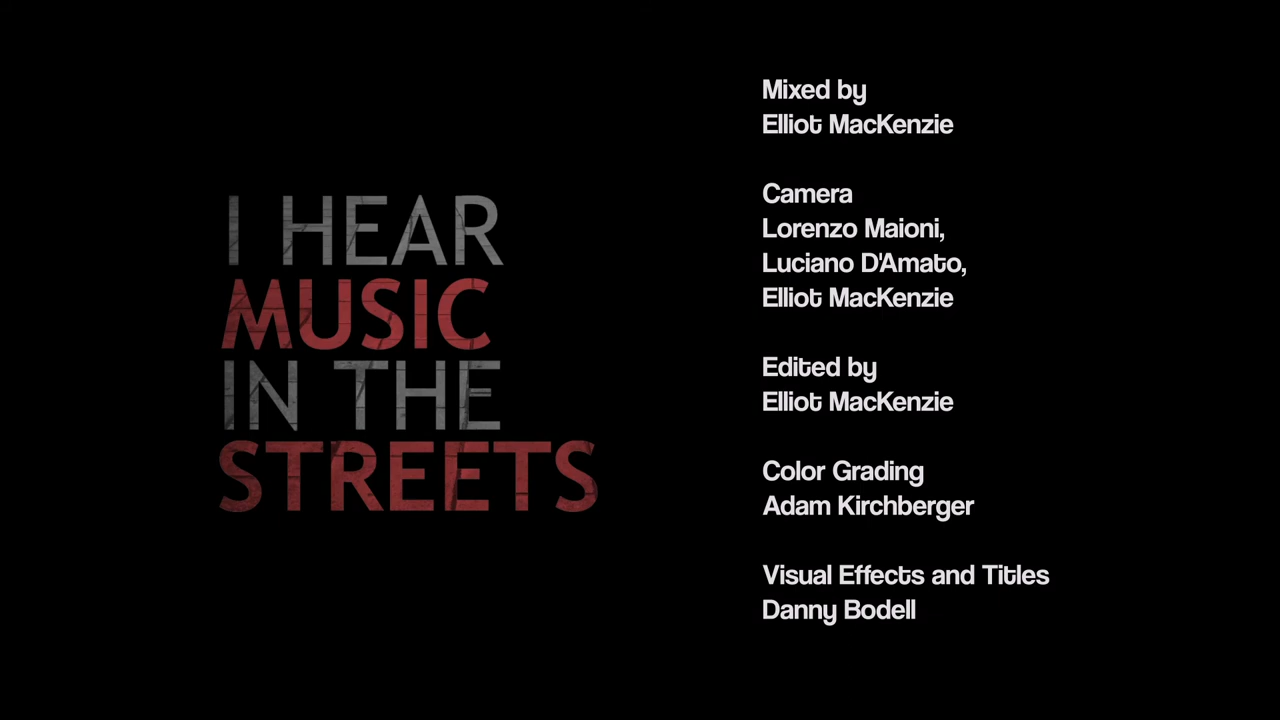 I HEAR
MUSIC
IN THE
STREETS
Mixed by
Elliot MacKenzie
Camera
Lorenzo Maioni,
Luciano D'Amato,
Elliot MacKenzie
Edited by
Elliot MacKenzie
Color Grading
Adam Kirchberger
Visual Effects and Titles
Danny Bodell